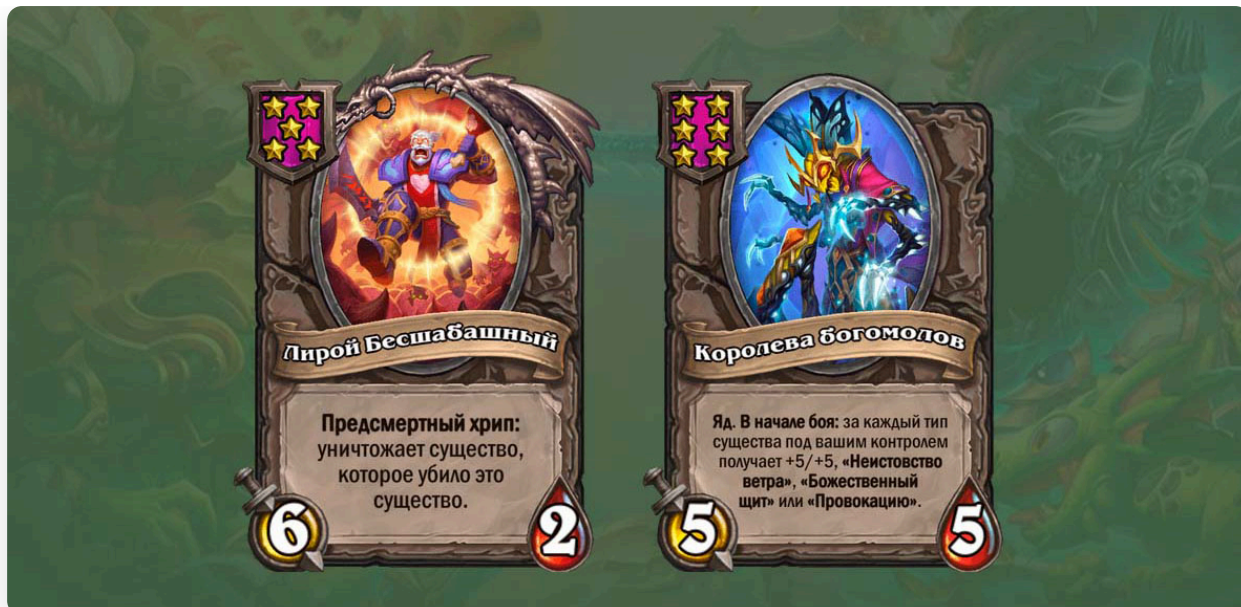 Лирой Бесшабашный
Предсмертный хрип:
уничтожает существо,
которое убило это
существо.
6
2
Королева богомолов
Яд. В начале боя: за каждый тип
существа под вашим контролем
получает +5/+5, «Неистовство
ветра», «Божественный
щит» или «Провокацию».
5
5